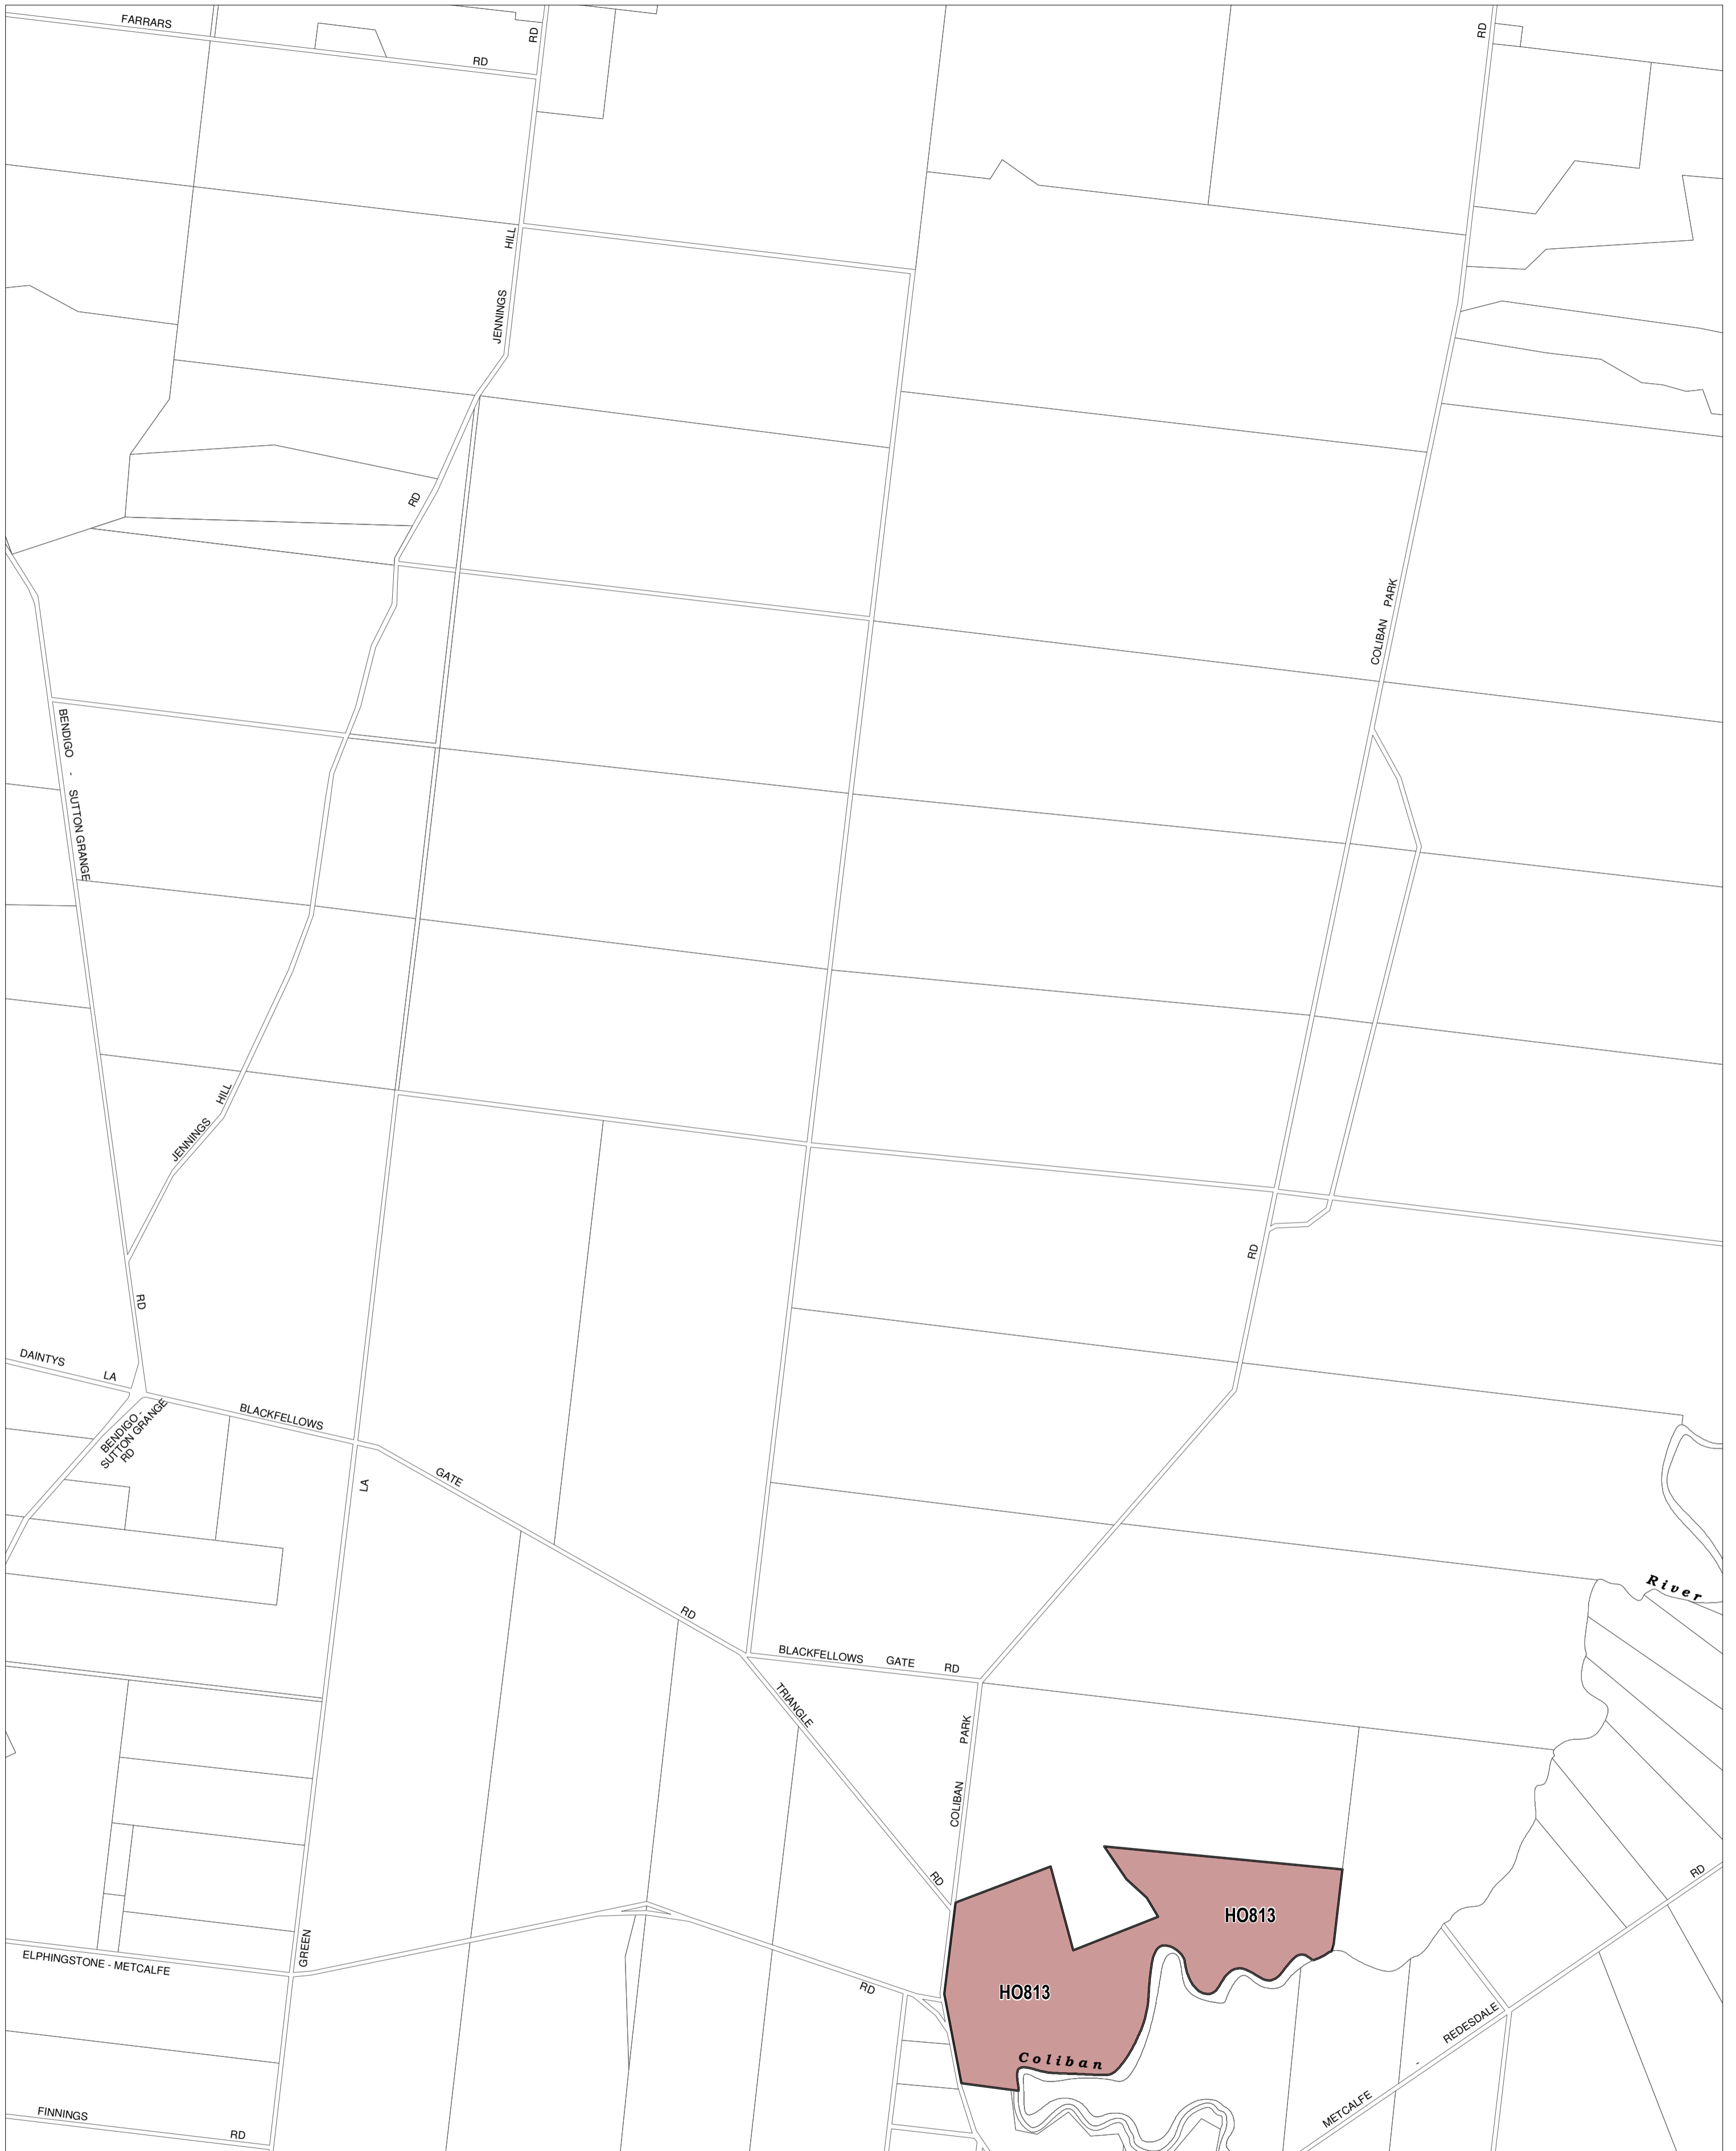 FARRARS
RD
RD
RD
HILL
JENNINGS
RD
COLIBAN PARK
BENDIGO - SUTTON GRANGE
HILL
JENNINGS
RD
RD
DAINTYS
LA
BENDIGO -
SUTTON GRANGE
RD
BLACKFELLOWS
GATE
LA
RD
River
BLACKFELLOWS GATE RD
TRIANGLE
PARK
COLIBAN
RD
RD
HO813
HO813
GREEN
ELPHINGSTONE - METCALFE
RD
REDESDALE
-
METCALFE
Coliban
FINNINGS
RD